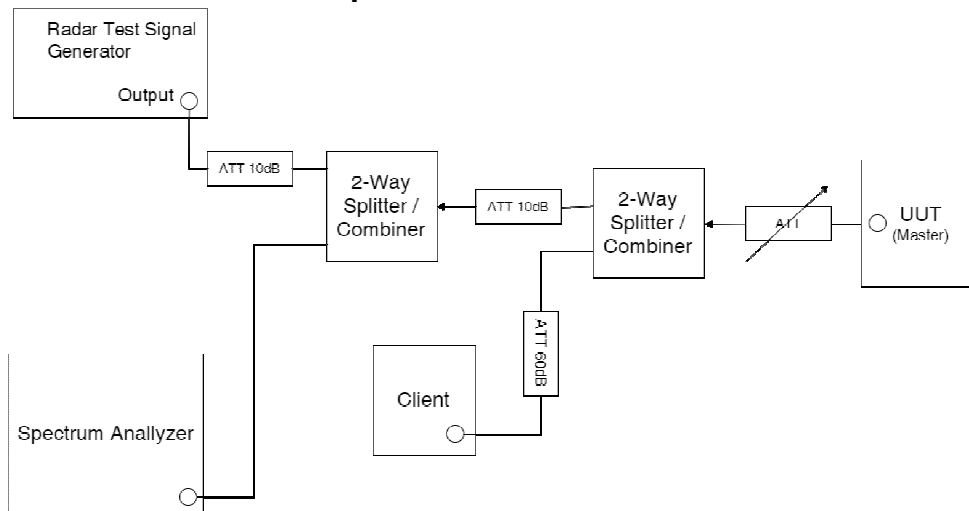 Radar Test Signal
Generator
Output
ATT 10dB
2-Way
Splitter /
Combiner
ATT 10dB
2-Way
Splitter /
Combiner
ATT
UUT
(Master)
ATT 60dB
Client
Spectrum Anallyzer